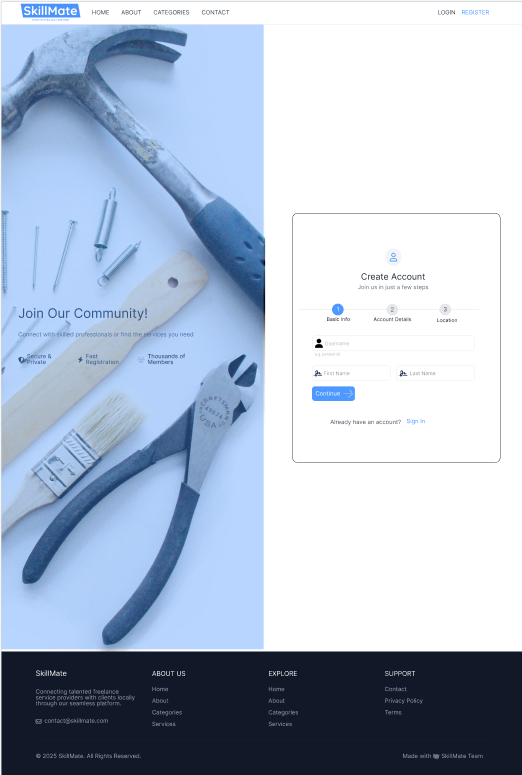 SkillMate
HOME ABOUT CATEGORIES CONTACT
LOGIN REGISTER
Join Our Community!
Connect with skilled professionals or find the services you need
Secure & Private
Fast Registration
Thousands of Members
CRAFTSMAN
USA
Create Account
Join us in just a few steps
1 2 3
Basic Info Account Details Location
Username
First Name Last Name
Continue
Already have an account? Sign In
SkillMate
Connecting talented freelance
service providers with clients locally
through our seamless platform.
contact@skillmate.com
ABOUT US
Home
About
Categories
Services
EXPLORE
Home
About
Categories
Services
SUPPORT
Contact
Privacy Policy
Terms
© 2025 SkillMate. All Rights Reserved.
Made with SkillMate Team